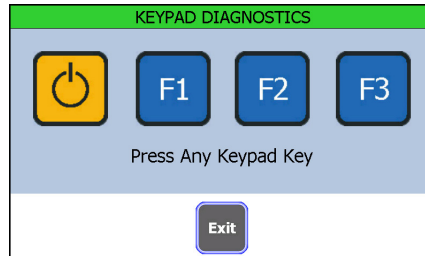 KEYPAD DIAGNOSTICS
F1 F2 F3
Press Any Keypad Key
Exit